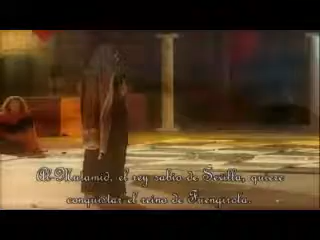 Al-Mutamid, el rey sabio de Sevilla, quiere
conquistar el reino de Fuengirola.